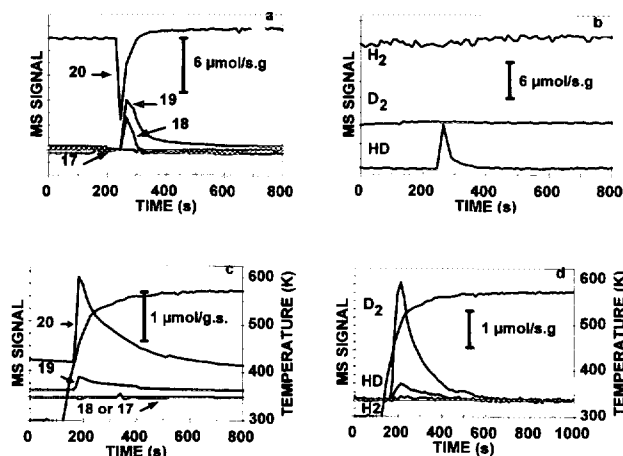 a
MS SIGNAL
20
6 µmol/s.g
19
18
17
0 200 400 600 800
TIME (s)
b
MS SIGNAL
H2
6 µmol/s.g
D2
HD
0 200 400 600 800
TIME (s)
c
MS SIGNAL
20
1 µmol/g.s.
19
18 or 17
600
500
400
300
TEMPERATURE (K)
0 200 400 600 800
TIME (s)
d
MS SIGNAL
D2
1 µmol/s.g
HD
H2
600
550
500
450
400
350
300
TEMPERATURE (K)
0 200 400 600 800 1000
TIME (s)